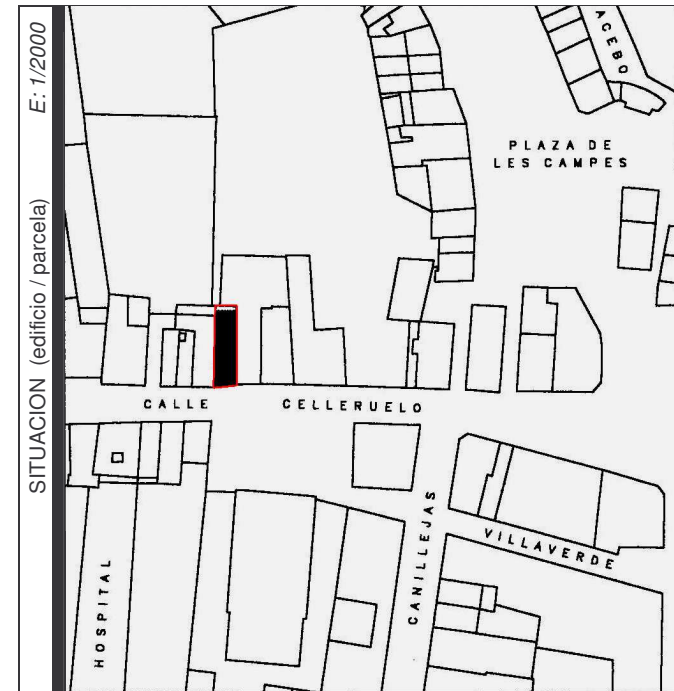 SITUACION (edificio / parcela) E: 1/2000
ACEBO
PLAZA DE
LES CAMPES
CALLE CELLERUELO
VILLAVERDE
CANILLEJAS
HOSPITAL